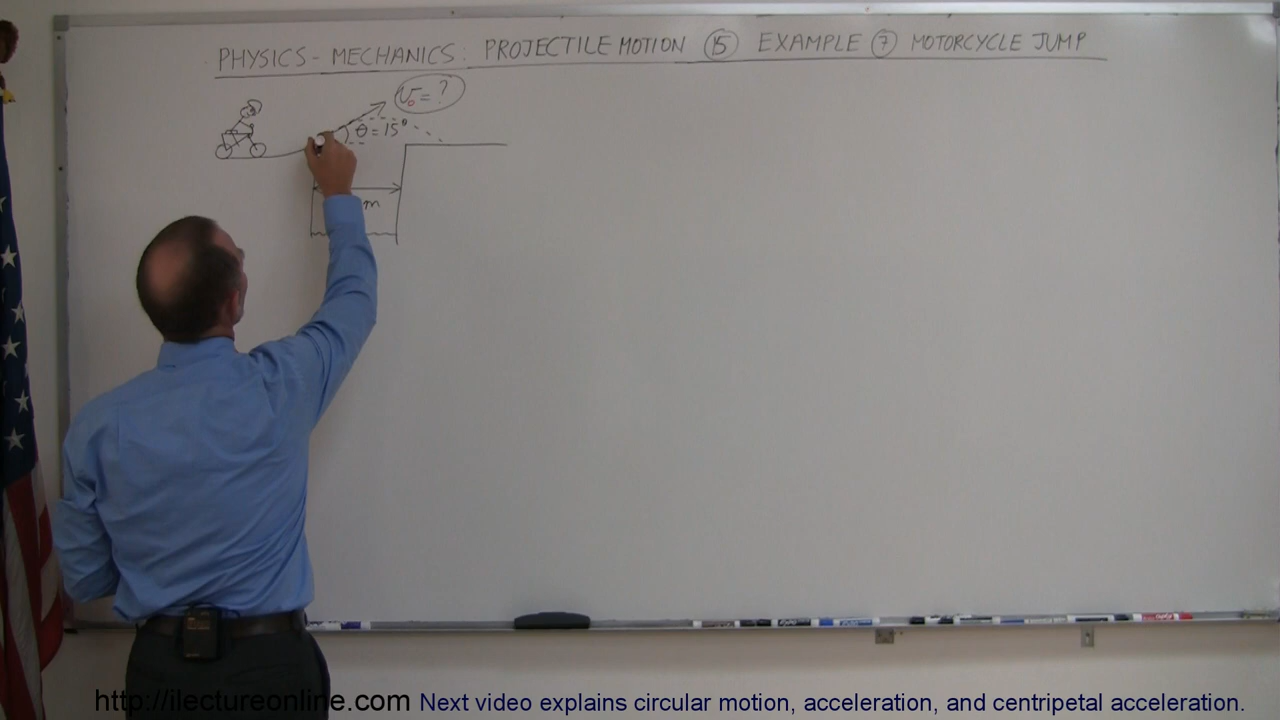 PHYSICS - MECHANICS: PROJECTILE MOTION 15 EXAMPLE 7 MOTORCYCLE JUMP
v₀ = ?
θ = 15°
m
http://ilectureonline.com Next video explains circular motion, acceleration, and centripetal acceleration.